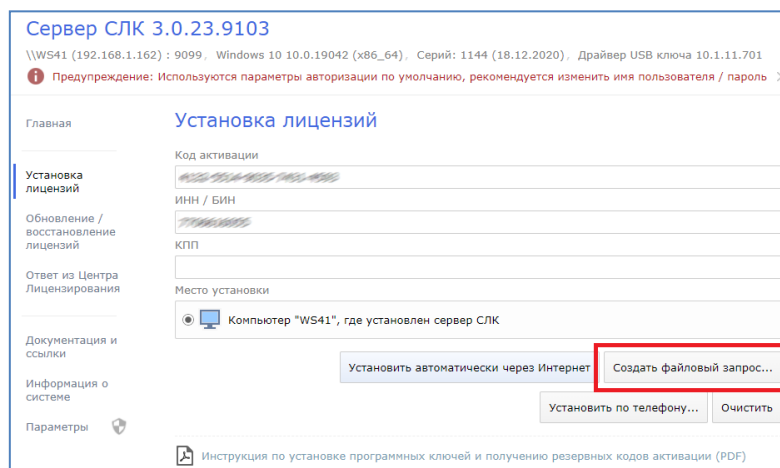 Сервер СЛК 3.0.23.9103
\\WS41 (192.168.1.162) : 9099, Windows 10 10.0.19042 (x86_64), Серий: 1144 (18.12.2020), Драйвер USB ключа 10.1.11.701
Предупреждение: Используются параметры авторизации по умолчанию, рекомендуется изменить имя пользователя / пароль
Главная
Установка
лицензий
Обновление /
восстановление
лицензий
Ответ из Центра
Лицензирования
Документация и
ссылки
Информация о
системе
Параметры
Установка лицензий
Код активации
ИНН / БИН
КПП
Место установки
Компьютер "WS41", где установлен сервер СЛК
Установить автоматически через Интернет
Создать файловый запрос...
Установить по телефону...
Очистить
Инструкция по установке программных ключей и получению резервных кодов активации (PDF)